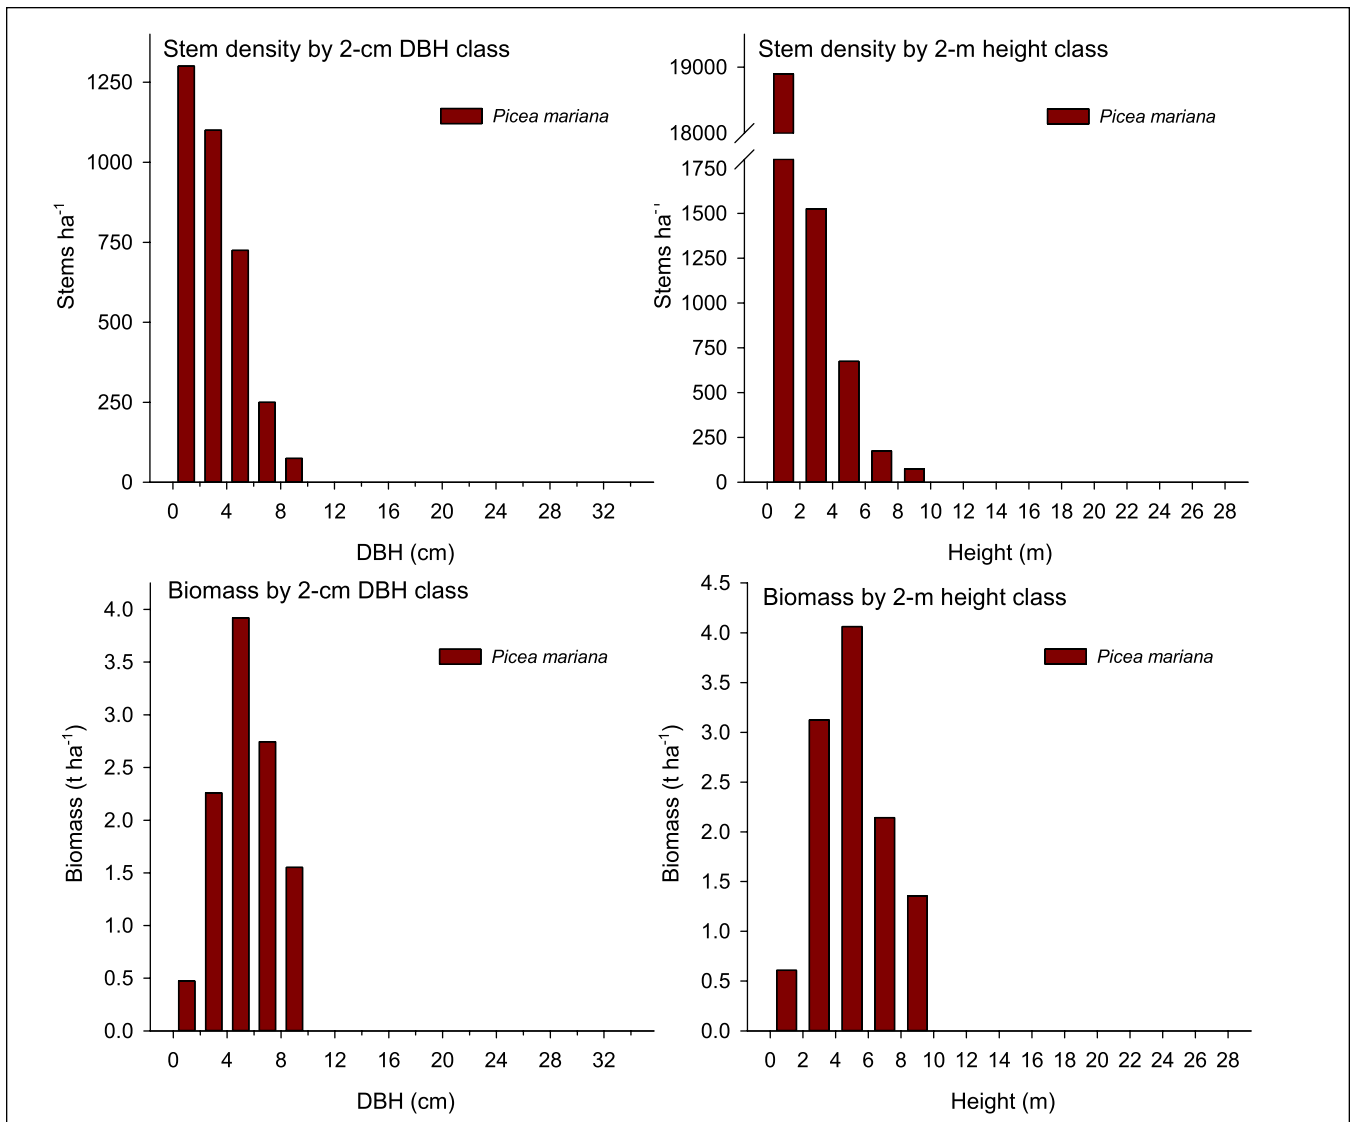 Stem density by 2-cm DBH class
Picea mariana
1250
1000
750
500
250
0
Stems ha-1
0 4 8 12 16 20 24 28 32
DBH (cm)
Stem density by 2-m height class
Picea mariana
19000
18000
1750
1500
1250
1000
750
500
250
0
Stems ha-1
0 2 4 6 8 10 12 14 16 18 20 22 24 26 28
Height (m)
Biomass by 2-cm DBH class
Picea mariana
4.0
3.5
3.0
2.5
2.0
1.5
1.0
0.5
0.0
Biomass (t ha-1)
0 4 8 12 16 20 24 28 32
DBH (cm)
Biomass by 2-m height class
Picea mariana
4.5
4.0
3.5
3.0
2.5
2.0
1.5
1.0
0.5
0.0
Biomass (t ha-1)
0 2 4 6 8 10 12 14 16 18 20 22 24 26 28
Height (m)